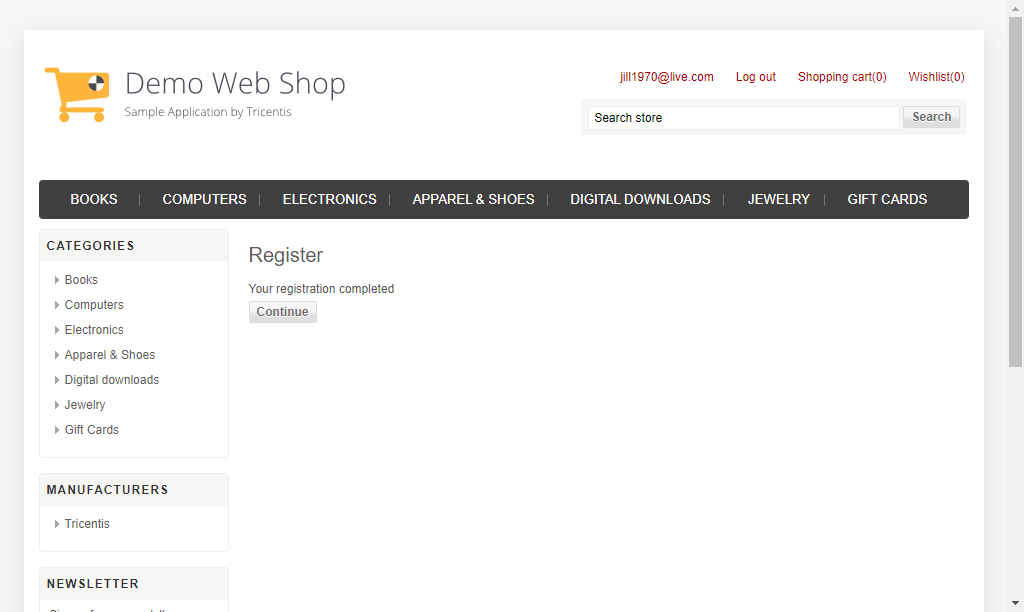 Demo Web Shop
Sample Application by Tricentis
jill1970@live.com Log out Shopping cart(0) Wishlist(0)
Search store Search
BOOKS COMPUTERS ELECTRONICS APPAREL & SHOES DIGITAL DOWNLOADS JEWELRY GIFT CARDS
CATEGORIES
Books
Computers
Electronics
Apparel & Shoes
Digital downloads
Jewelry
Gift Cards
MANUFACTURERS
Tricentis
NEWSLETTER
Register
Your registration completed
Continue